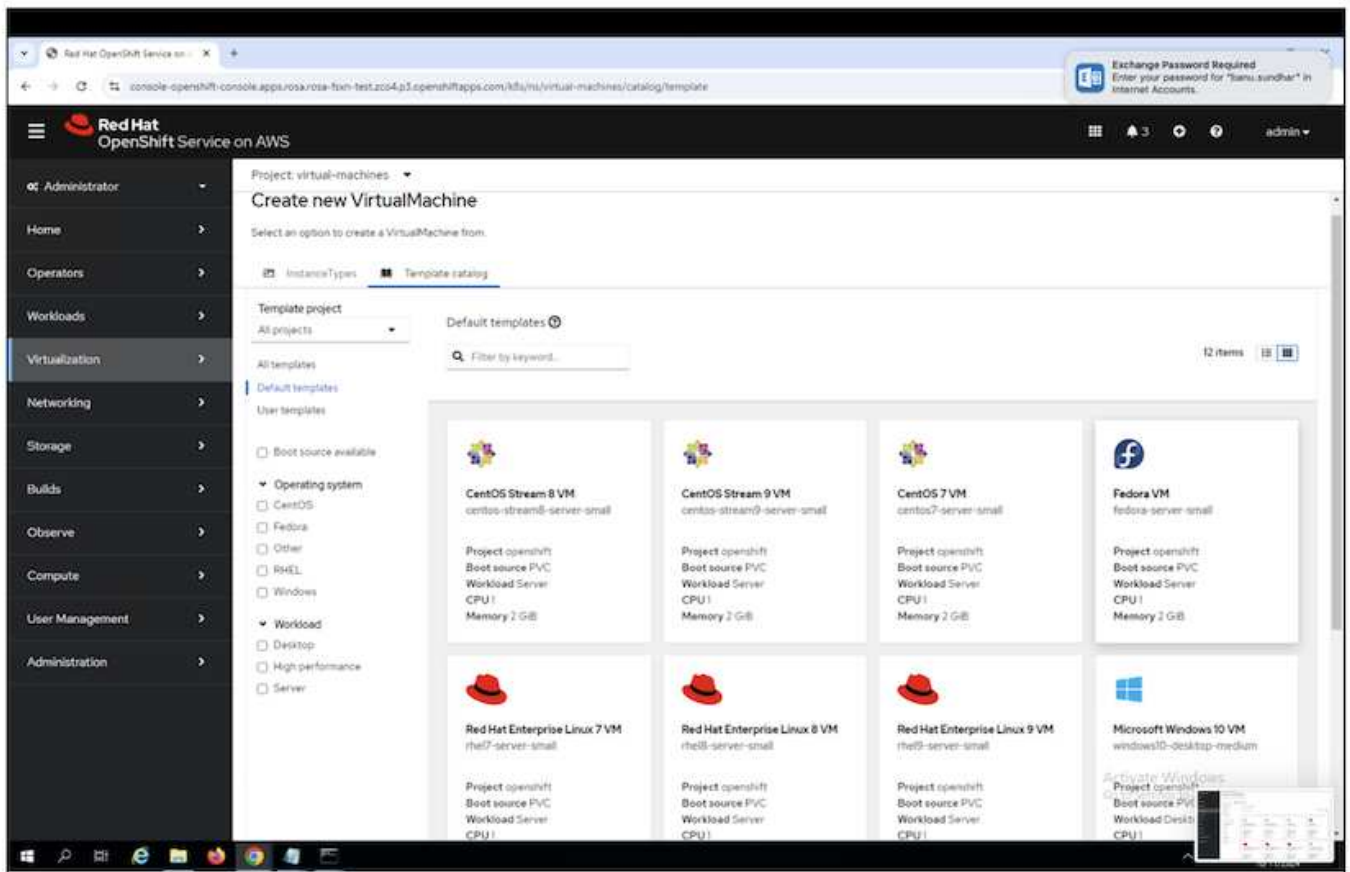 Red Hat OpenShift Service on
Exchange Password Required
Enter your password for "banu.sundhar" in
Internet Accounts.
console-openshift-console.apps.rosa.rosa-fsxn-test.zco4.p3.openshiftapps.com/k8s/ns/virtual-machines/catalog/template
Red Hat
OpenShift Service on AWS
3
admin
Administrator
Home
Operators
Workloads
Virtualization
Networking
Storage
Builds
Observe
Compute
User Management
Administration
Project: virtual-machines
Create new VirtualMachine
Select an option to create a VirtualMachine from.
InstanceTypes Template catalog
Template project
All projects
All templates
Default templates
User templates
Boot source available
Operating system
CentOS
Fedora
Other
RHEL
Windows
Workload
Desktop
High performance
Server
Default templates
Filter by keyword...
12 items
CentOS Stream 8 VM
centos-stream8-server-small
Project openshift
Boot source PVC
Workload Server
CPU 1
Memory 2 GiB
CentOS Stream 9 VM
centos-stream9-server-small
Project openshift
Boot source PVC
Workload Server
CPU 1
Memory 2 GiB
CentOS 7 VM
centos7-server-small
Project openshift
Boot source PVC
Workload Server
CPU 1
Memory 2 GiB
Fedora VM
fedora-server-small
Project openshift
Boot source PVC
Workload Server
CPU 1
Memory 2 GiB
Red Hat Enterprise Linux 7 VM
rhel7-server-small
Project openshift
Boot source PVC
Workload Server
CPU 1
Red Hat Enterprise Linux 8 VM
rhel8-server-small
Project openshift
Boot source PVC
Workload Server
CPU 1
Red Hat Enterprise Linux 9 VM
rhel9-server-small
Project openshift
Boot source PVC
Workload Server
CPU 1
Microsoft Windows 10 VM
windows10-desktop-medium
Activate Windows
Project openshift
Boot source PVC
Workload
CPU 1